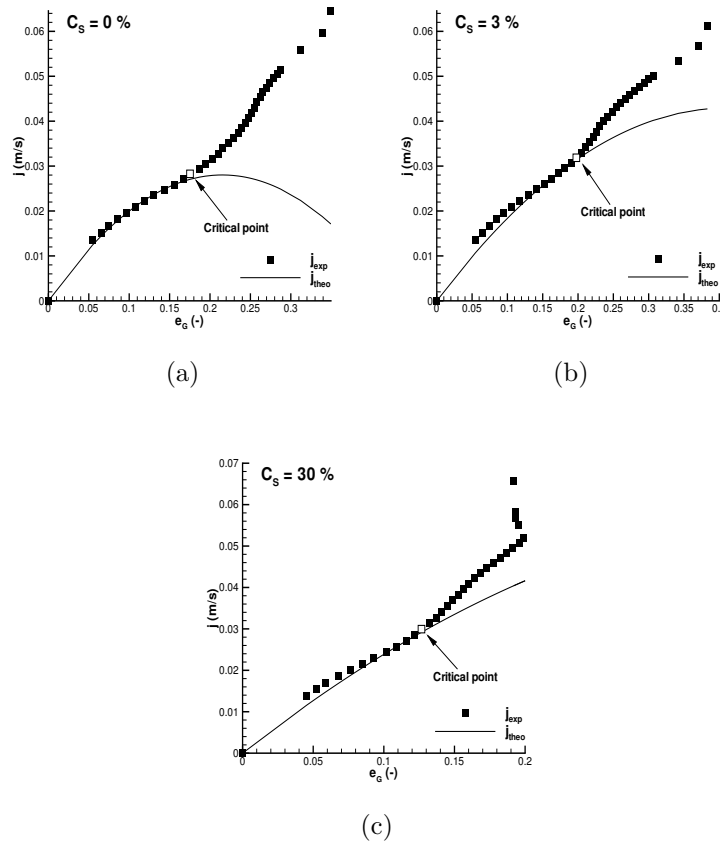 C_S = 0 %
j (m/s)
0.06
0.05
0.04
0.03
0.02
0.01
0
0 0.05 0.1 0.15 0.2 0.25 0.3
e_G (-)
Critical point
j_exp
j_theo
(a)
C_S = 3 %
j (m/s)
0.06
0.05
0.04
0.03
0.02
0.01
0
0 0.05 0.1 0.15 0.2 0.25 0.3 0.35
e_G (-)
Critical point
j_exp
j_theo
(b)
C_S = 30 %
j (m/s)
0.07
0.06
0.05
0.04
0.03
0.02
0.01
0
0 0.05 0.1 0.15 0.2
e_G (-)
Critical point
j_exp
j_theo
(c)